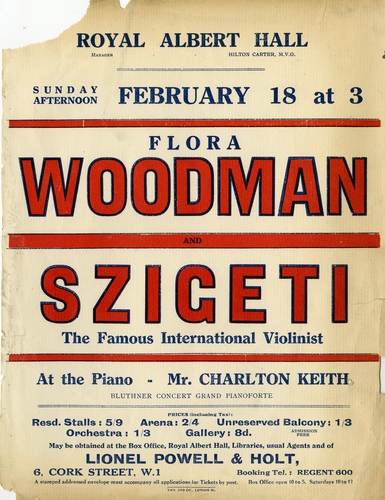 ROYAL ALBERT HALL
MANAGER HILTON CARTER, M.V.O.
SUNDAY AFTERNOON FEBRUARY 18 at 3
FLORA
WOODMAN
AND
SZIGETI
The Famous International Violinist
At the Piano - Mr. CHARLTON KEITH
BLUTHNER CONCERT GRAND PIANOFORTE
PRICES (Including Tax):
Resd. Stalls: 5/9 Arena: 2/4 Unreserved Balcony: 1/3
Orchestra: 1/3 Gallery: 8d. ADMISSION FREE
May be obtained at the Box Office, Royal Albert Hall, Libraries, usual Agents and of
LIONEL POWELL & HOLT,
6, CORK STREET, W.1 Booking Tel.: REGENT 600
A stamped addressed envelope must accompany all applications for Tickets by post. Box Office open 10 to 5. Saturdays 10 to 1